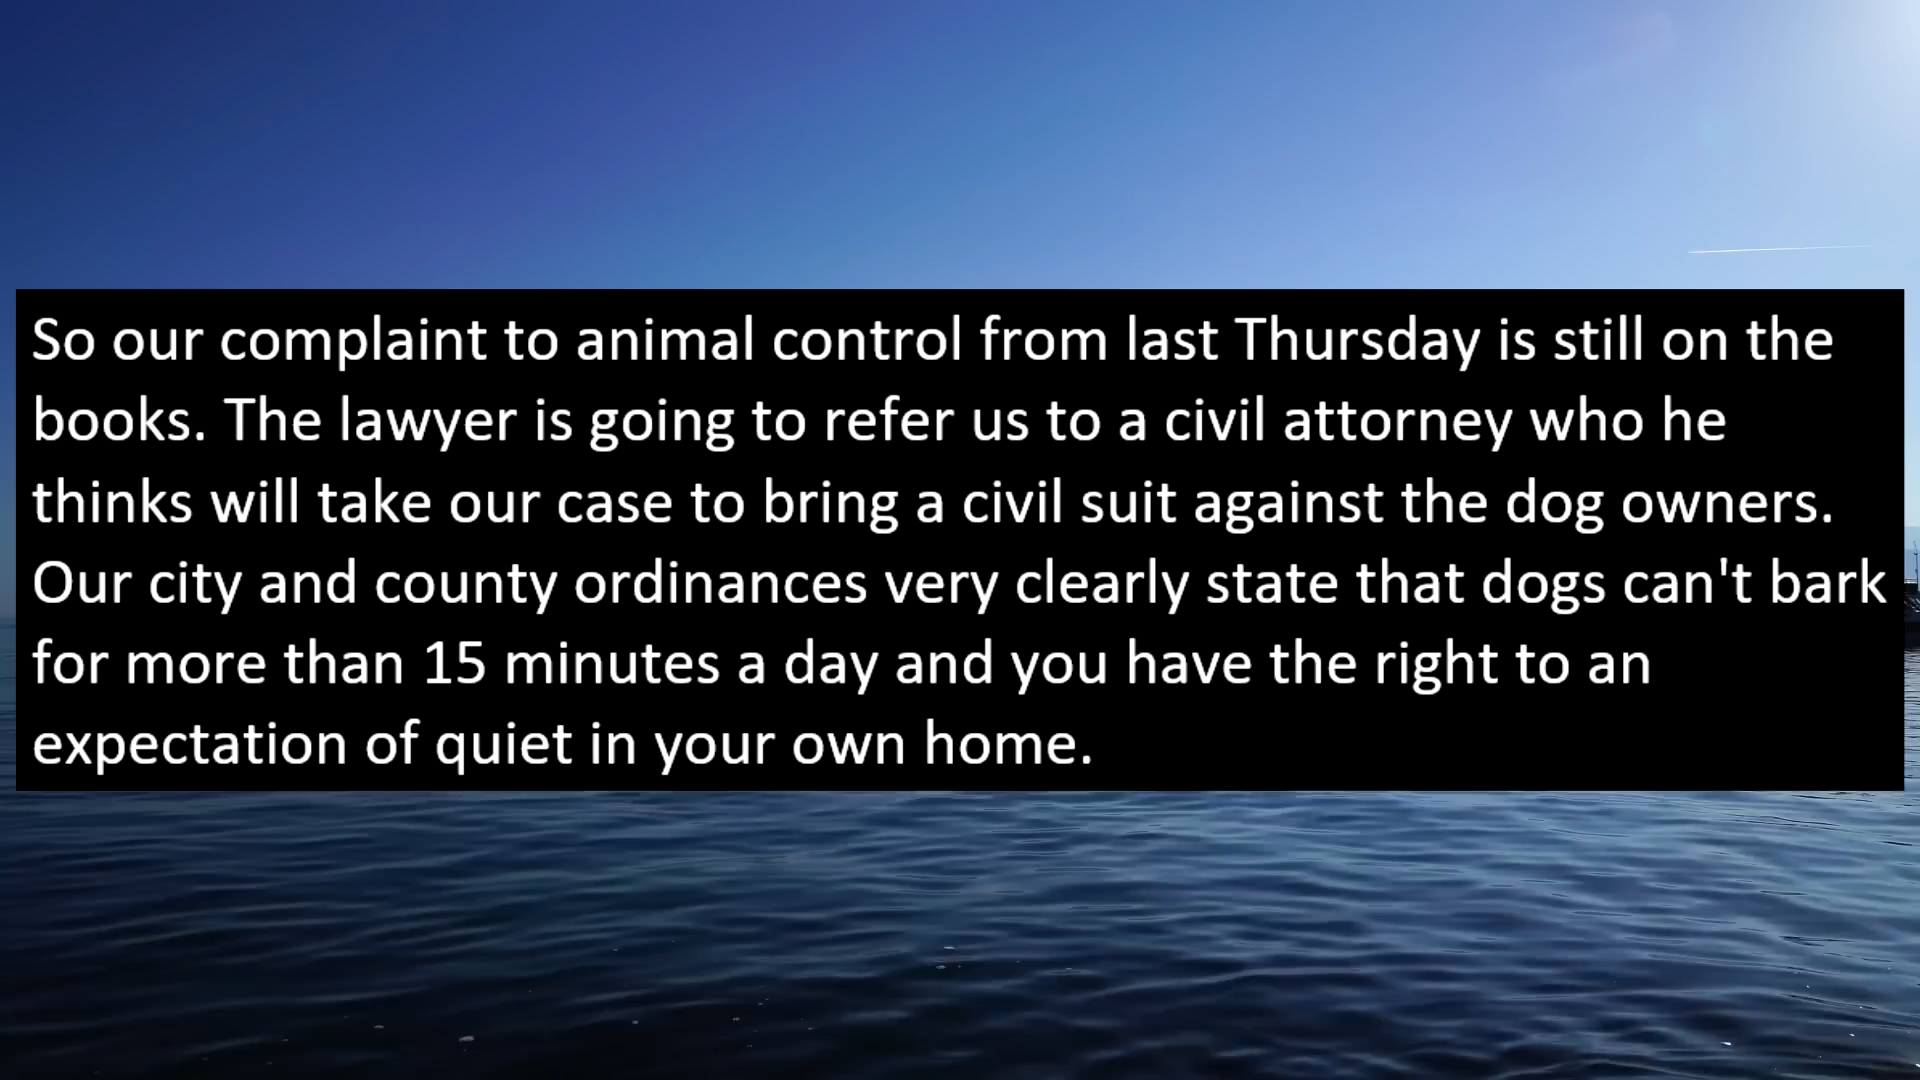 So our complaint to animal control from last Thursday is still on the
books. The lawyer is going to refer us to a civil attorney who he
thinks will take our case to bring a civil suit against the dog owners.
Our city and county ordinances very clearly state that dogs can't bark
for more than 15 minutes a day and you have the right to an
expectation of quiet in your own home.